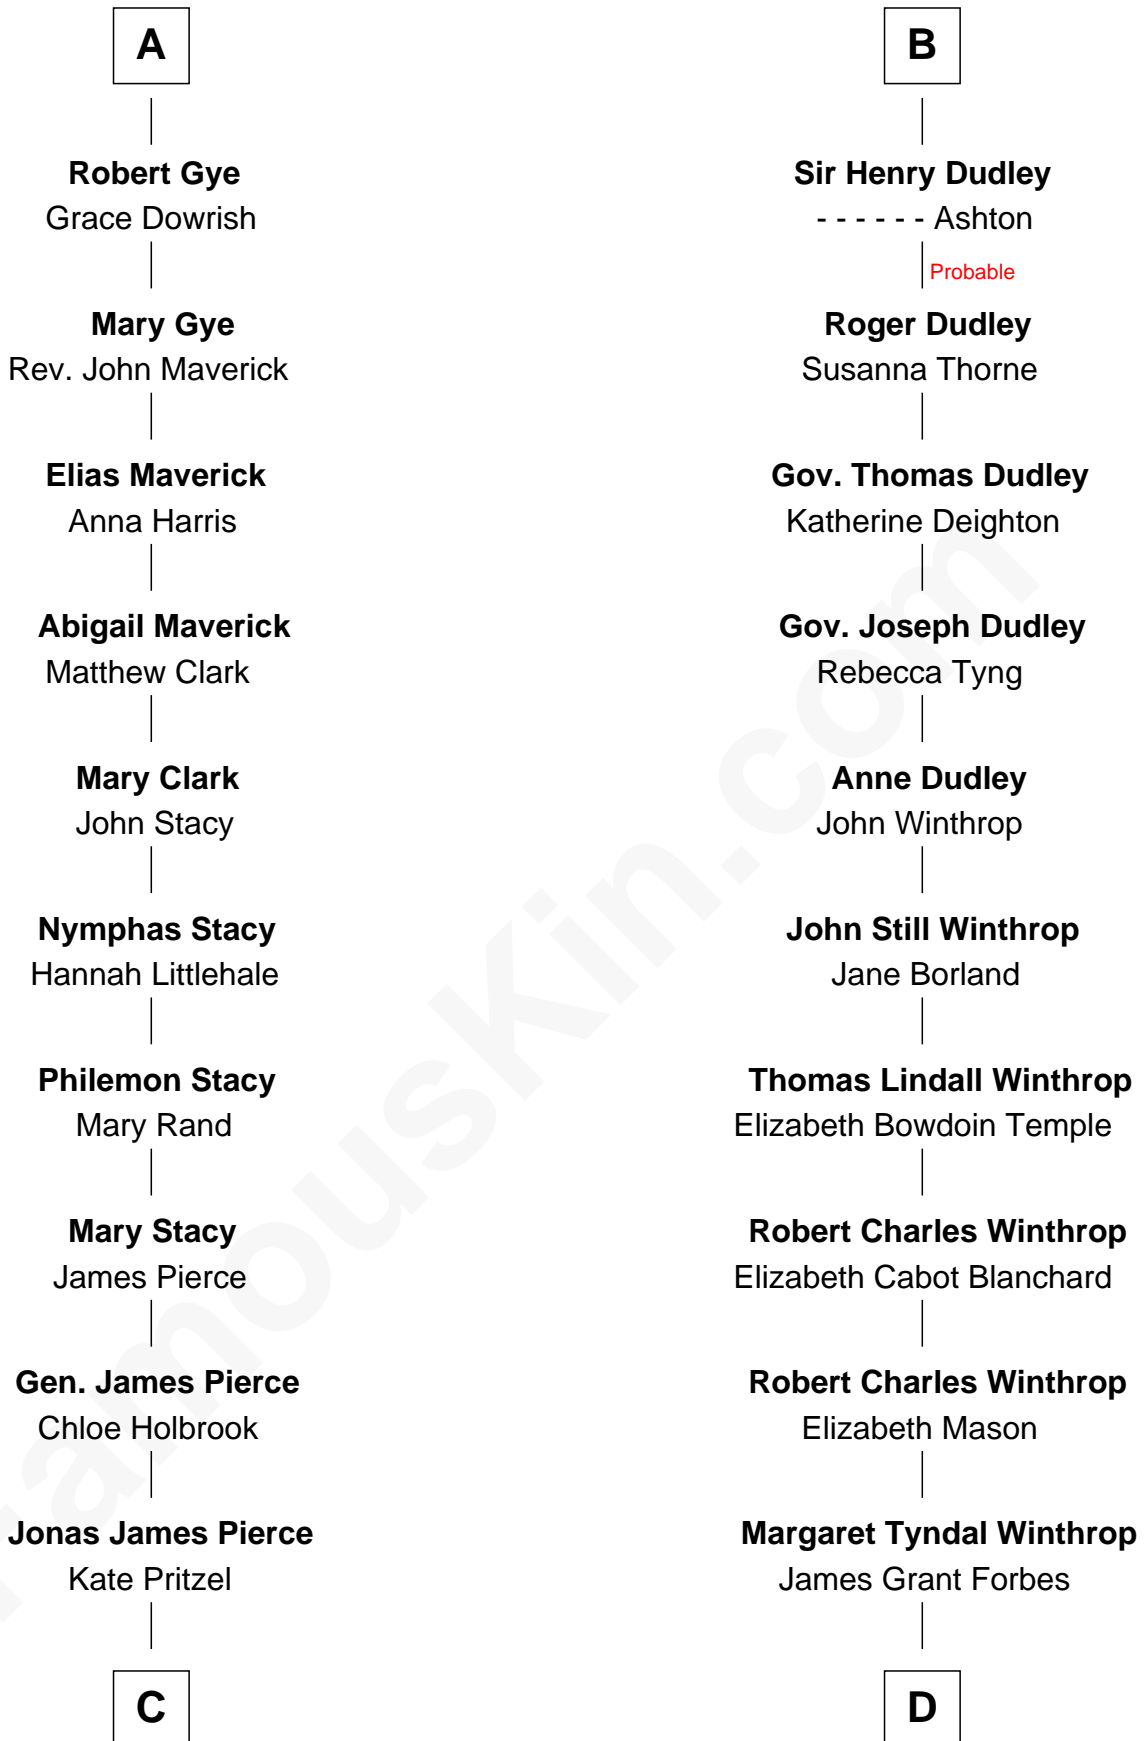 A
Robert Gye
Grace Dowrish
Mary Gye
Rev. John Maverick
Elias Maverick
Anna Harris
Abigail Maverick
Matthew Clark
Mary Clark
John Stacy
Nymphas Stacy
Hannah Littlehale
Philemon Stacy
Mary Rand
Mary Stacy
James Pierce
Gen. James Pierce
Chloe Holbrook
Jonas James Pierce
Kate Pritzel
C
B
Sir Henry Dudley
- - - - - - Ashton
Probable
Roger Dudley
Susanna Thorne
Gov. Thomas Dudley
Katherine Deighton
Gov. Joseph Dudley
Rebecca Tyng
Anne Dudley
John Winthrop
John Still Winthrop
Jane Borland
Thomas Lindall Winthrop
Elizabeth Bowdoin Temple
Robert Charles Winthrop
Elizabeth Cabot Blanchard
Robert Charles Winthrop
Elizabeth Mason
Margaret Tyndal Winthrop
James Grant Forbes
D
FamousKin.com